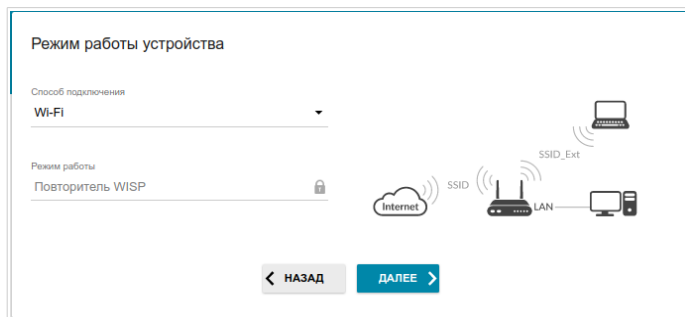 Режим работы устройства
Способ подключения
Wi-Fi
Режим работы
Повторитель WISP
SSID_Ext
SSID
Internet
LAN
НАЗАД
ДАЛЕЕ